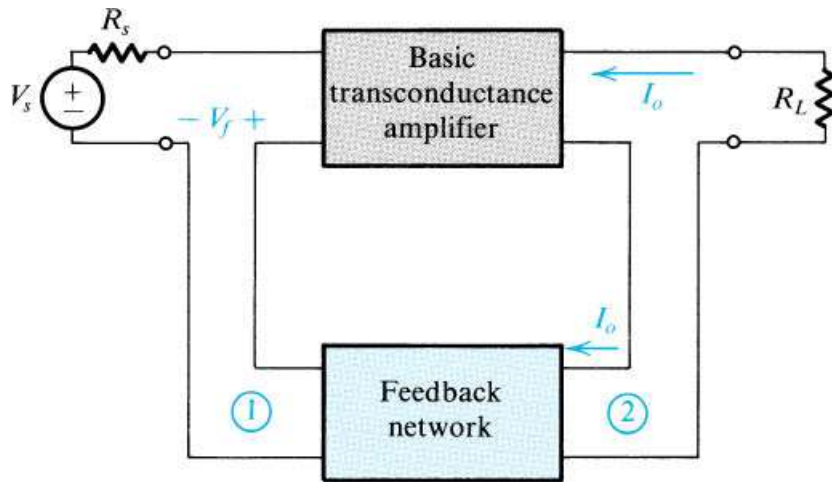 R_s
Basic
transconductance
amplifier
I_o
+
−
V_s
− V_f +
R_L
I_o
Feedback
network
1
2